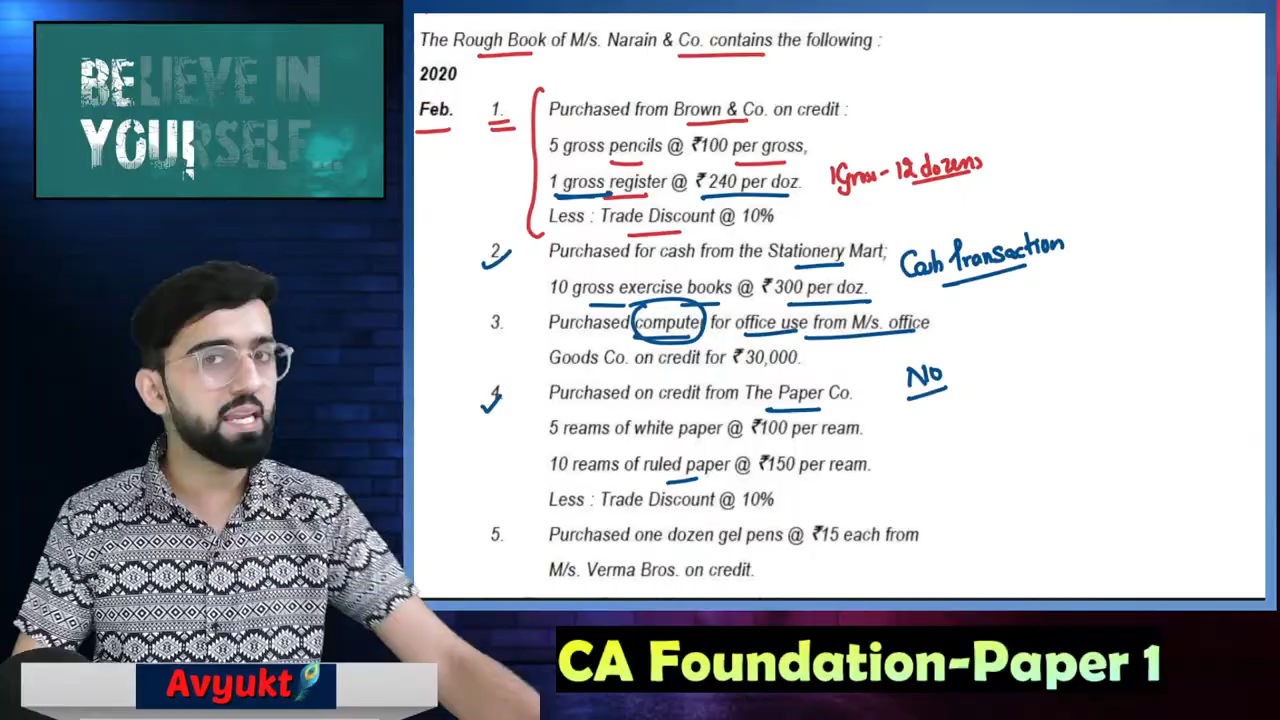 BELIEVE IN
YOURSELF...
The Rough Book of M/s. Narain & Co. contains the following :
2020
Feb. 1. Purchased from Brown & Co. on credit :
5 gross pencils @ ₹100 per gross,
1 gross register @ ₹ 240 per doz.
1Gross - 12 dozens
Less : Trade Discount @ 10%
2 Purchased for cash from the Stationery Mart;
Cash Transaction
10 gross exercise books @ ₹ 300 per doz.
3. Purchased computer for office use from M/s. office
Goods Co. on credit for ₹ 30,000.
No
4. Purchased on credit from The Paper Co.
5 reams of white paper @ ₹100 per ream.
10 reams of ruled paper @ ₹150 per ream.
Less : Trade Discount @ 10%
5. Purchased one dozen gel pens @ ₹15 each from
M/s. Verma Bros. on credit.
Avyukt
CA Foundation-Paper 1